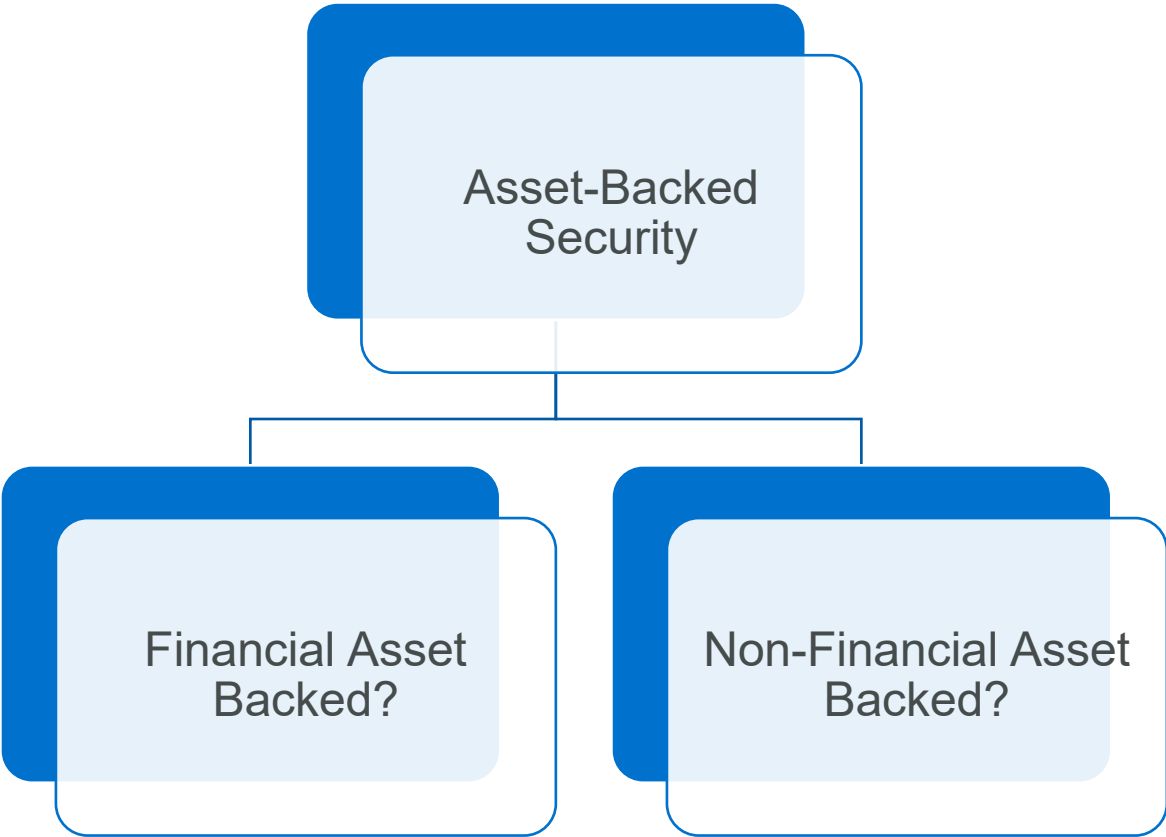 Asset-Backed
Security
Financial Asset
Backed?
Non-Financial Asset
Backed?